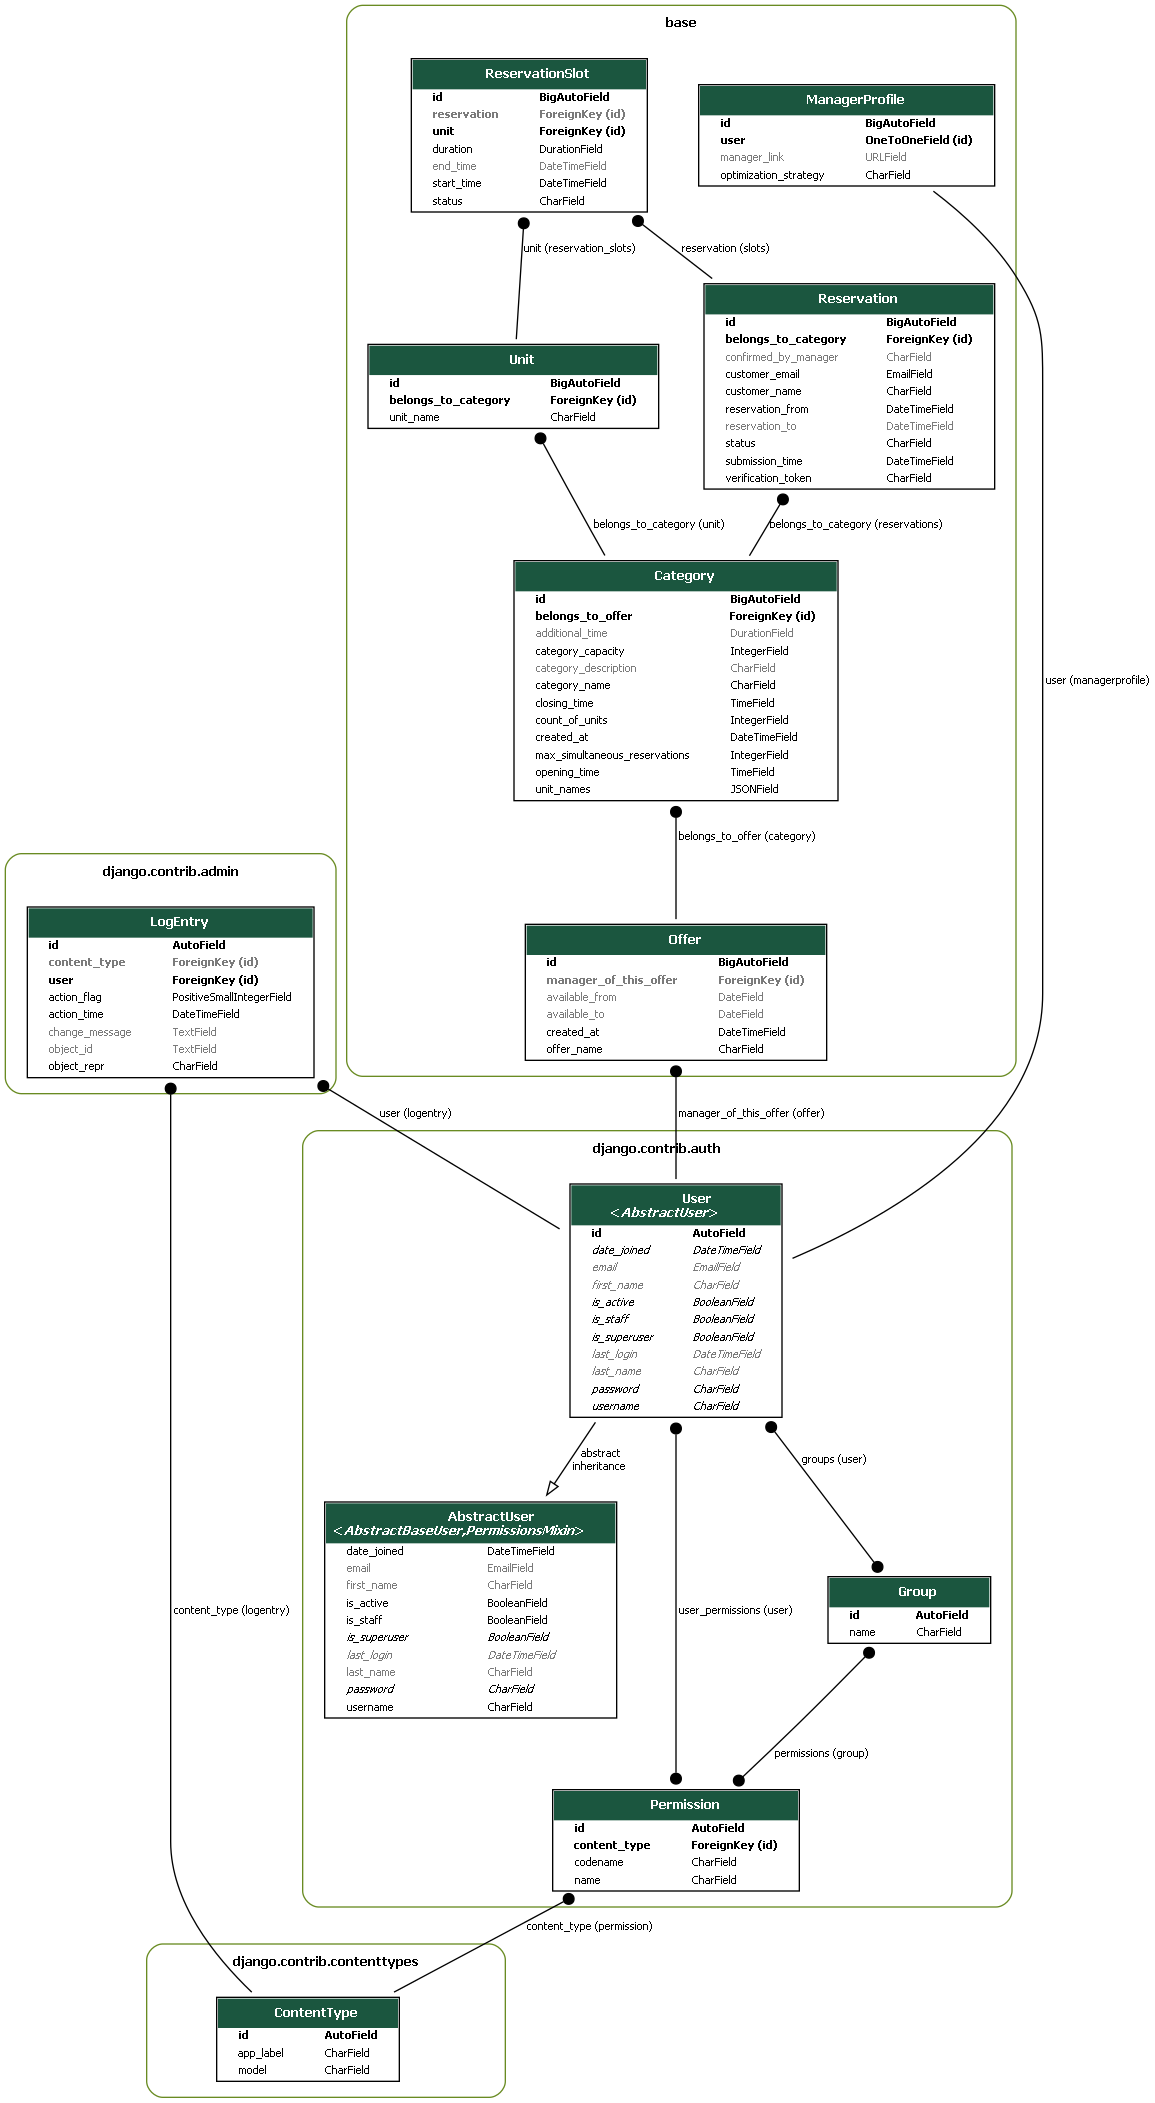 base
ReservationSlot
id BigAutoField
reservation ForeignKey (id)
unit ForeignKey (id)
duration DurationField
end_time DateTimeField
start_time DateTimeField
status CharField
ManagerProfile
id BigAutoField
user OneToOneField (id)
manager_link URLField
optimization_strategy CharField
unit (reservation_slots)
reservation (slots)
Reservation
id BigAutoField
belongs_to_category ForeignKey (id)
confirmed_by_manager CharField
customer_email EmailField
customer_name CharField
reservation_from DateTimeField
reservation_to DateTimeField
status CharField
submission_time DateTimeField
verification_token CharField
Unit
id BigAutoField
belongs_to_category ForeignKey (id)
unit_name CharField
belongs_to_category (unit)
belongs_to_category (reservations)
Category
id BigAutoField
belongs_to_offer ForeignKey (id)
additional_time DurationField
category_capacity IntegerField
category_description CharField
category_name CharField
closing_time TimeField
count_of_units IntegerField
created_at DateTimeField
max_simultaneous_reservations IntegerField
opening_time TimeField
unit_names JSONField
user (managerprofile)
belongs_to_offer (category)
django.contrib.admin
LogEntry
id AutoField
content_type ForeignKey (id)
user ForeignKey (id)
action_flag PositiveSmallIntegerField
action_time DateTimeField
change_message TextField
object_id TextField
object_repr CharField
Offer
id BigAutoField
manager_of_this_offer ForeignKey (id)
available_from DateField
available_to DateField
created_at DateTimeField
offer_name CharField
user (logentry)
manager_of_this_offer (offer)
django.contrib.auth
User
<AbstractUser>
id AutoField
date_joined DateTimeField
email EmailField
first_name CharField
is_active BooleanField
is_staff BooleanField
is_superuser BooleanField
last_login DateTimeField
last_name CharField
password CharField
username CharField
abstract
inheritance
groups (user)
AbstractUser
<AbstractBaseUser,PermissionsMixin>
date_joined DateTimeField
email EmailField
first_name CharField
is_active BooleanField
is_staff BooleanField
is_superuser BooleanField
last_login DateTimeField
last_name CharField
password CharField
username CharField
content_type (logentry)
user_permissions (user)
Group
id AutoField
name CharField
permissions (group)
Permission
id AutoField
content_type ForeignKey (id)
codename CharField
name CharField
content_type (permission)
django.contrib.contenttypes
ContentType
id AutoField
app_label CharField
model CharField